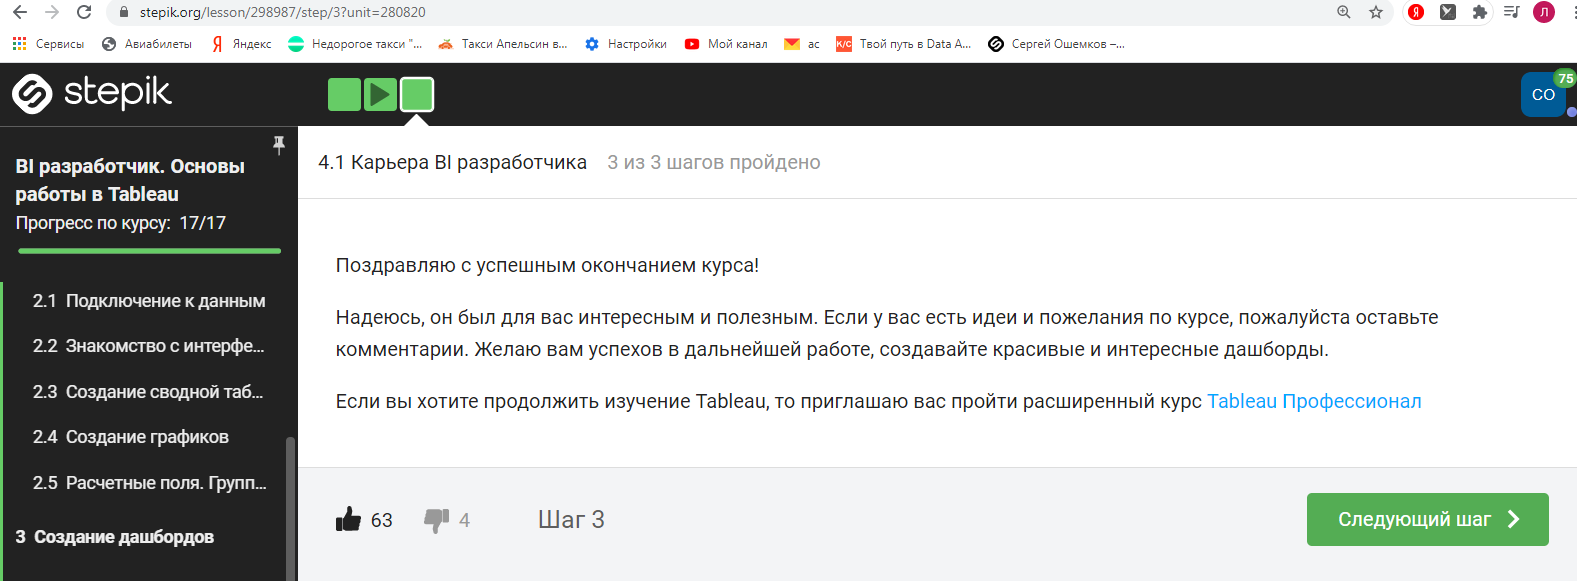 stepik.org/lesson/298987/step/3?unit=280820
Я
Л
Сервисы
Авиабилеты
Я Яндекс
Недорогое такси "...
Такси Апельсин в...
Настройки
Мой канал
ас
К/С Твой путь в Data A...
Сергей Ошемков –...
stepik
СО
75
BI разработчик. Основы
работы в Tableau
Прогресс по курсу: 17/17
2.1 Подключение к данным
2.2 Знакомство с интерфе...
2.3 Создание сводной таб...
2.4 Создание графиков
2.5 Расчетные поля. Групп...
3 Создание дашбордов
4.1 Карьера BI разработчика 3 из 3 шагов пройдено
Поздравляю с успешным окончанием курса!
Надеюсь, он был для вас интересным и полезным. Если у вас есть идеи и пожелания по курсе, пожалуйста оставьте
комментарии. Желаю вам успехов в дальнейшей работе, создавайте красивые и интересные дашборды.
Если вы хотите продолжить изучение Tableau, то приглашаю вас пройти расширенный курс Tableau Профессионал
63
4
Шаг 3
Следующий шаг